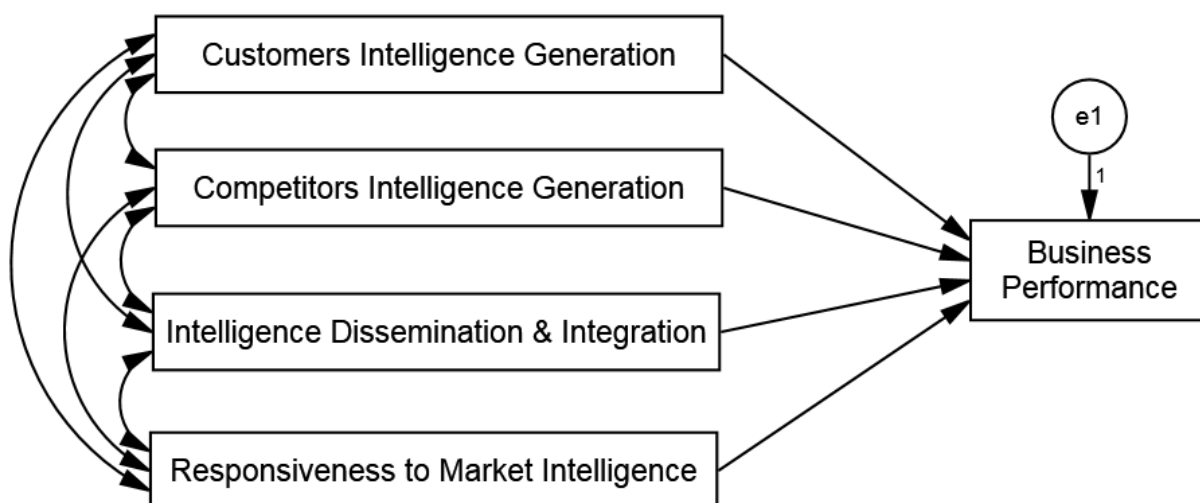 Customers Intelligence Generation
Competitors Intelligence Generation
Intelligence Dissemination & Integration
Responsiveness to Market Intelligence
e1
1
Business
Performance